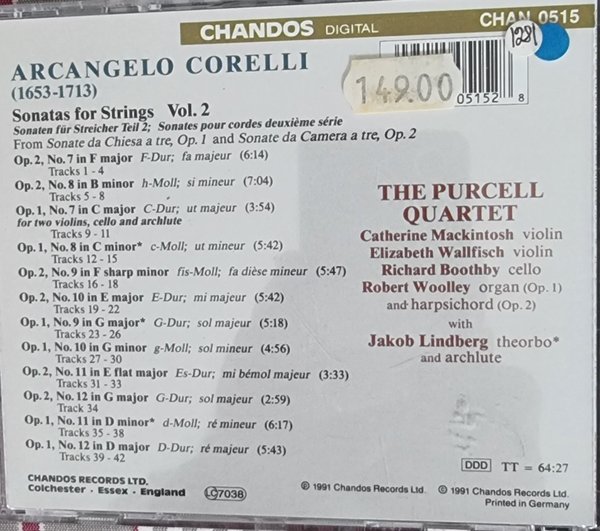 CHANDOS DIGITAL
CHAN 0515
1281
149.00
05152 8
ARCANGELO CORELLI
(1653-1713)
Sonatas for Strings Vol. 2
Sonaten für Streicher Teil 2; Sonates pour cordes deuxième série
From Sonate da Chiesa a tre, Op. 1 and Sonate da Camera a tre, Op. 2
Op. 2, No. 7 in F major F-Dur; fa majeur (6:14)
Tracks 1 - 4
Op. 2, No. 8 in B minor h-Moll; si mineur (7:04)
Tracks 5 - 8
Op. 1, No. 7 in C major C-Dur; ut majeur (3:54)
for two violins, cello and archlute
Tracks 9 - 11
Op. 1, No. 8 in C minor* c-Moll; ut mineur (5:42)
Tracks 12 - 15
Op. 2, No. 9 in F sharp minor fis-Moll; fa dièse mineur (5:47)
Tracks 16 - 18
Op. 2, No. 10 in E major E-Dur; mi majeur (5:42)
Tracks 19 - 22
Op. 1, No. 9 in G major* G-Dur; sol majeur (5:18)
Tracks 23 - 26
Op. 1, No. 10 in G minor g-Moll; sol mineur (4:56)
Tracks 27 - 30
Op. 2, No. 11 in E flat major Es-Dur; mi bémol majeur (3:33)
Tracks 31 - 33
Op. 2, No. 12 in G major G-Dur; sol majeur (2:59)
Track 34
Op. 1, No. 11 in D minor* d-Moll; ré mineur (6:17)
Tracks 35 - 38
Op. 1, No. 12 in D major D-Dur; ré majeur (5:43)
Tracks 39 - 42
THE PURCELL
QUARTET
Catherine Mackintosh violin
Elizabeth Wallfisch violin
Richard Boothby cello
Robert Woolley organ (Op. 1)
and harpsichord (Op. 2)
with
Jakob Lindberg theorbo*
and archlute
DDD TT = 64:27
CHANDOS RECORDS LTD.
Colchester · Essex · England
LC 7038
℗ 1991 Chandos Records Ltd. © 1991 Chandos Records Ltd.
Printed in Germany